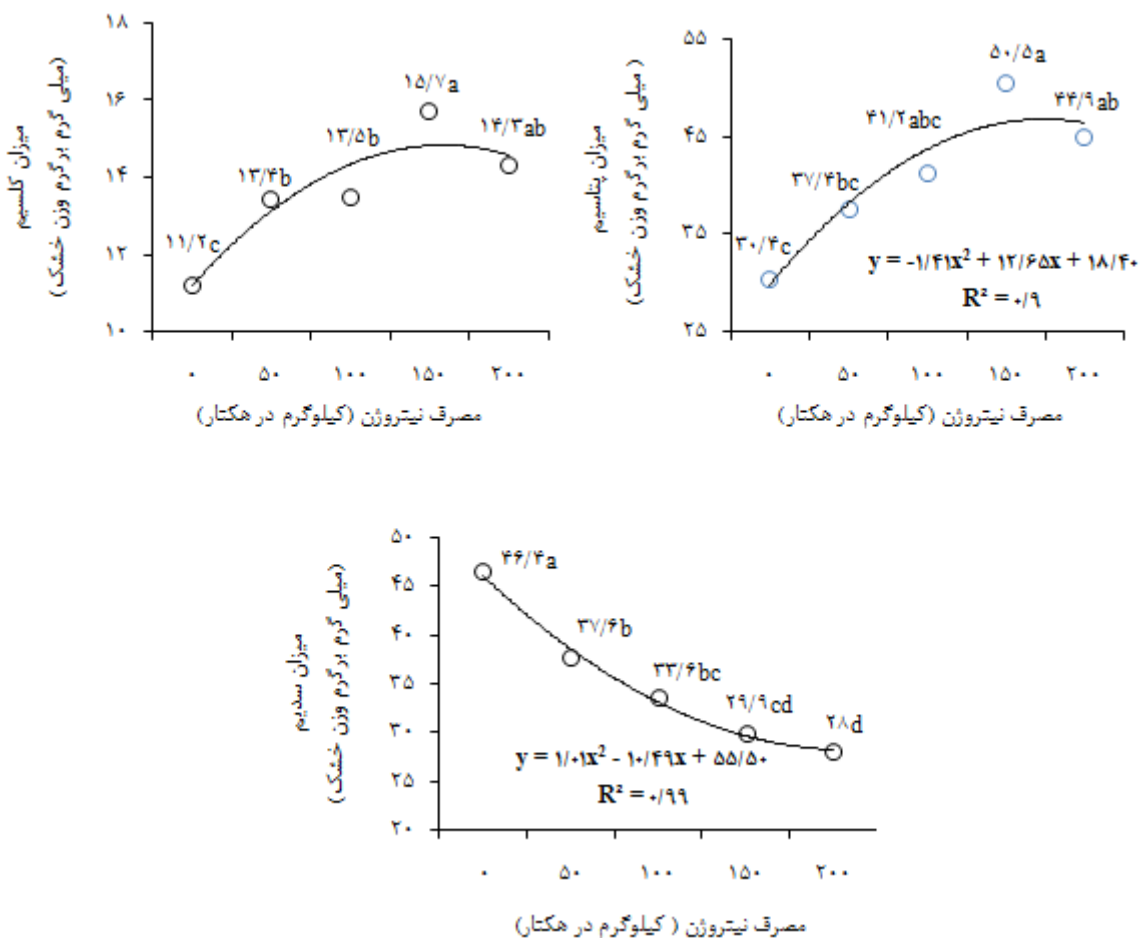 میزان کلسیم
(میلی گرم برگرم وزن خشک)
۱۸
۱۶
۱۴
۱۲
۱۰
۱۱/۲c
۱۳/۴b
۱۳/۵b
۱۵/۷a
۱۴/۳ab
۰ ۵۰ ۱۰۰ ۱۵۰ ۲۰۰
مصرف نیتروژن (کیلوگرم در هکتار)
میزان پتاسیم
(میلی گرم برگرم وزن خشک)
۵۵
۴۵
۳۵
۲۵
۳۰/۴c
۳۷/۴bc
۴۱/۲abc
۵۰/۵a
۴۴/۹ab
y = -۱/۴۱x² + ۱۲/۶۵x + ۱۸/۴۰
R² = ۰/۹
۰ ۵۰ ۱۰۰ ۱۵۰ ۲۰۰
مصرف نیتروژن (کیلوگرم در هکتار)
میزان سدیم
(میلی گرم برگرم وزن خشک)
۵۰
۴۵
۴۰
۳۵
۳۰
۲۵
۲۰
۴۶/۴a
۳۷/۶b
۳۳/۶bc
۲۹/۹cd
۲۸d
y = ۱/۰۱x² - ۱۰/۴۹x + ۵۵/۵۰
R² = ۰/۹۹
۰ ۵۰ ۱۰۰ ۱۵۰ ۲۰۰
مصرف نیتروژن ( کیلوگرم در هکتار)